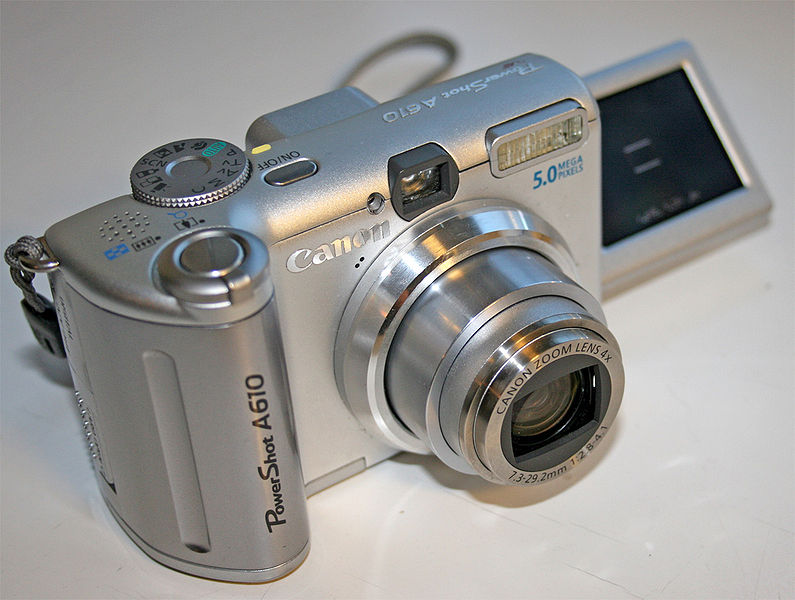 PowerShot A610
ON/OFF
5.0 MEGA
PIXELS
Canon
CANON ZOOM LENS 4X
7.3-29.2mm 1:2.8-4.1
PowerShot A610